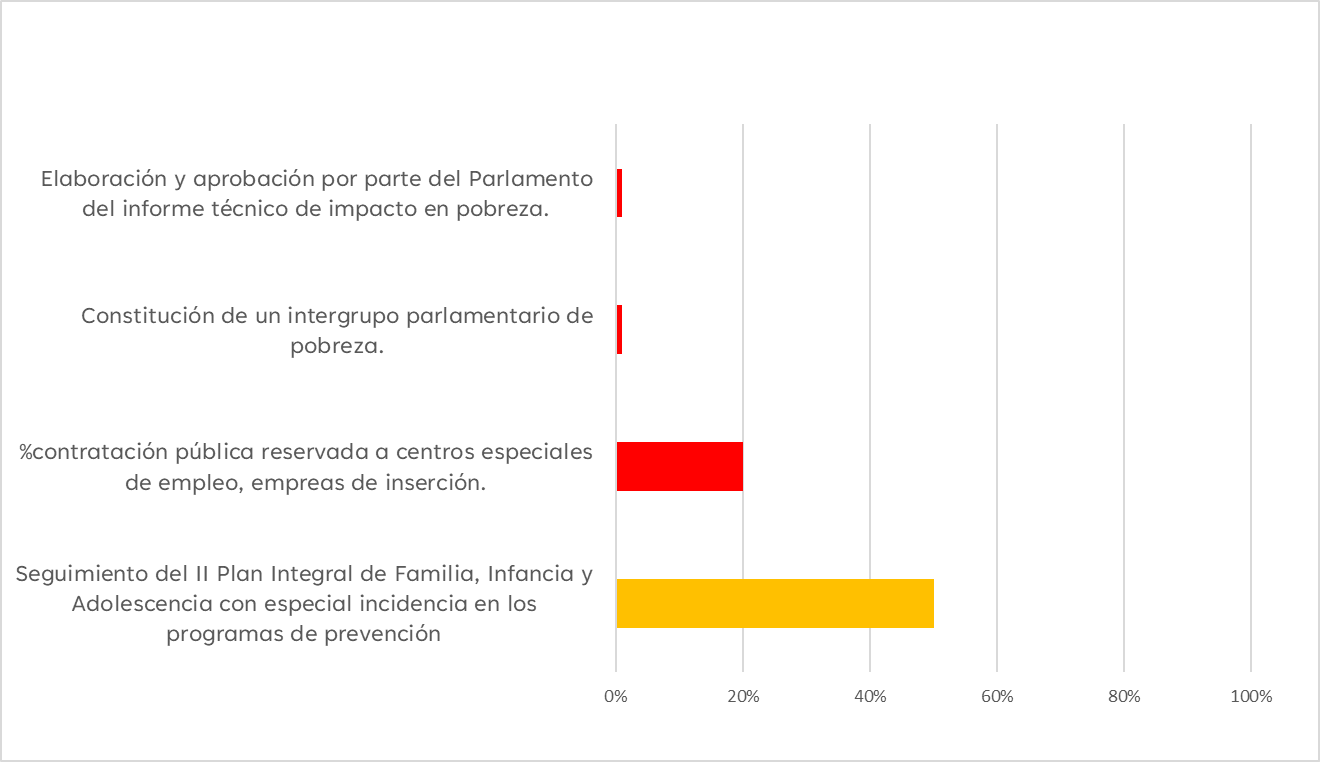 Elaboración y aprobación por parte del Parlamento
del informe técnico de impacto en pobreza.
Constitución de un intergrupo parlamentario de
pobreza.
%contratación pública reservada a centros especiales
de empleo, empreas de inserción.
Seguimiento del II Plan Integral de Familia, Infancia y
Adolescencia con especial incidencia en los
programas de prevención
0% 20% 40% 60% 80% 100%